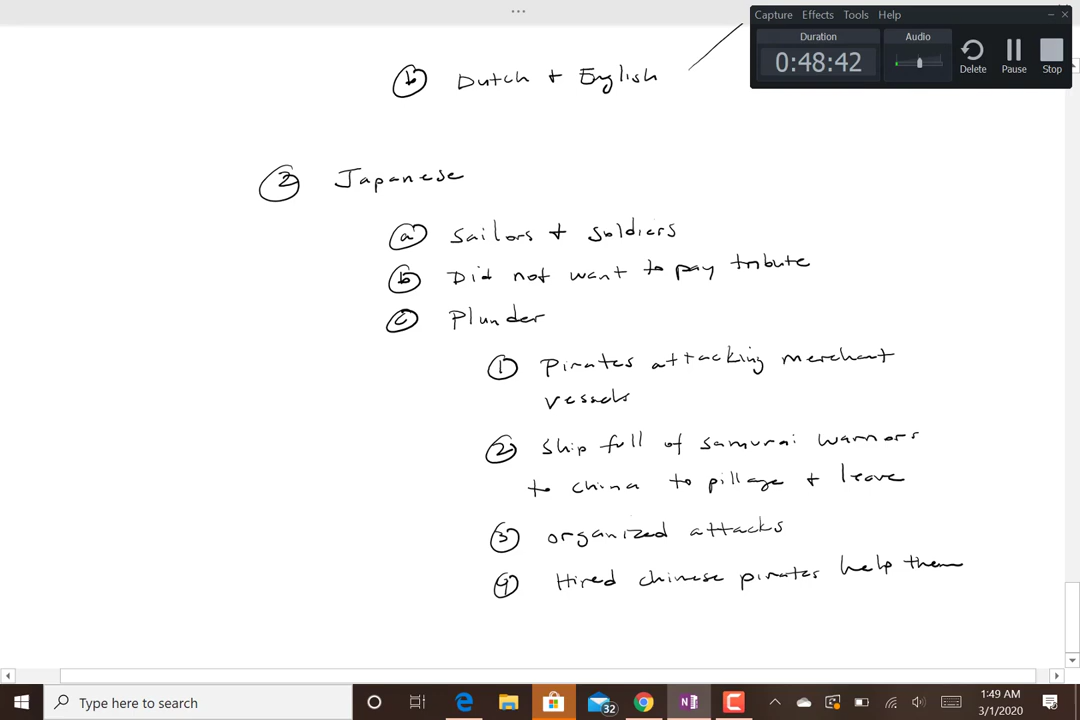 Capture Effects Tools Help
Duration Audio
0:48:42 Delete Pause Stop
b Dutch + English
2 Japanese
a Sailors + soldiers
b Did not want to pay tribute
c Plunder
1 Pirates attacking merchant
vessels
2 Ship full of samurai warriors
to china to pillage + leave
3 organized attacks
4 Hired chinese pirates help them
Type here to search 32 1:49 AM
3/1/2020